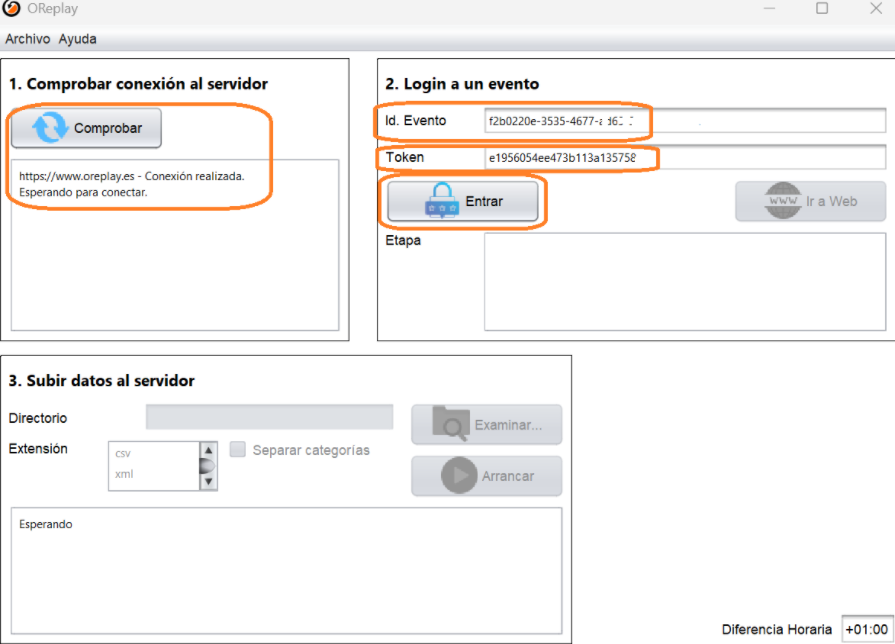 OReplay
Archivo Ayuda
1. Comprobar conexión al servidor
Comprobar
https://www.oreplay.es - Conexión realizada.
Esperando para conectar.
2. Login a un evento
Id. Evento
f2b0220e-3535-4677-
Token
e1956054ee473b113a135758
Entrar
www Ir a Web
Etapa
3. Subir datos al servidor
Directorio
Examinar...
Extensión
csv
xml
Separar categorías
Arrancar
Esperando
Diferencia Horaria +01:00